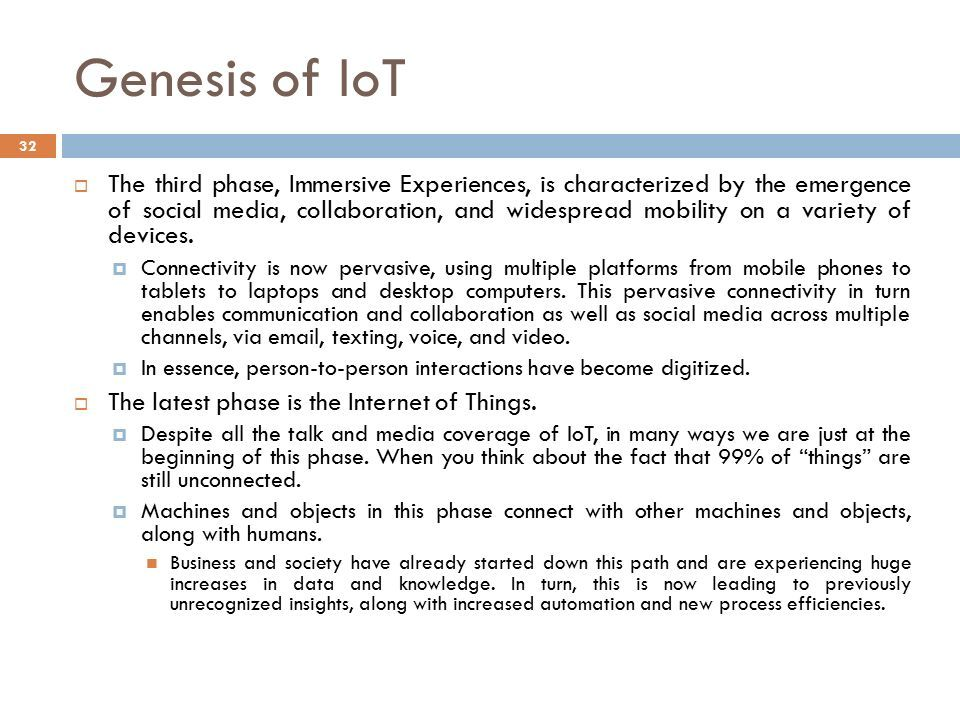 Genesis of IoT
32
The third phase, Immersive Experiences, is characterized by the emergence
of social media, collaboration, and widespread mobility on a variety of
devices.
Connectivity is now pervasive, using multiple platforms from mobile phones to
tablets to laptops and desktop computers. This pervasive connectivity in turn
enables communication and collaboration as well as social media across multiple
channels, via email, texting, voice, and video.
In essence, person-to-person interactions have become digitized.
The latest phase is the Internet of Things.
Despite all the talk and media coverage of IoT, in many ways we are just at the
beginning of this phase. When you think about the fact that 99% of “things” are
still unconnected.
Machines and objects in this phase connect with other machines and objects,
along with humans.
Business and society have already started down this path and are experiencing huge
increases in data and knowledge. In turn, this is now leading to previously
unrecognized insights, along with increased automation and new process efficiencies.